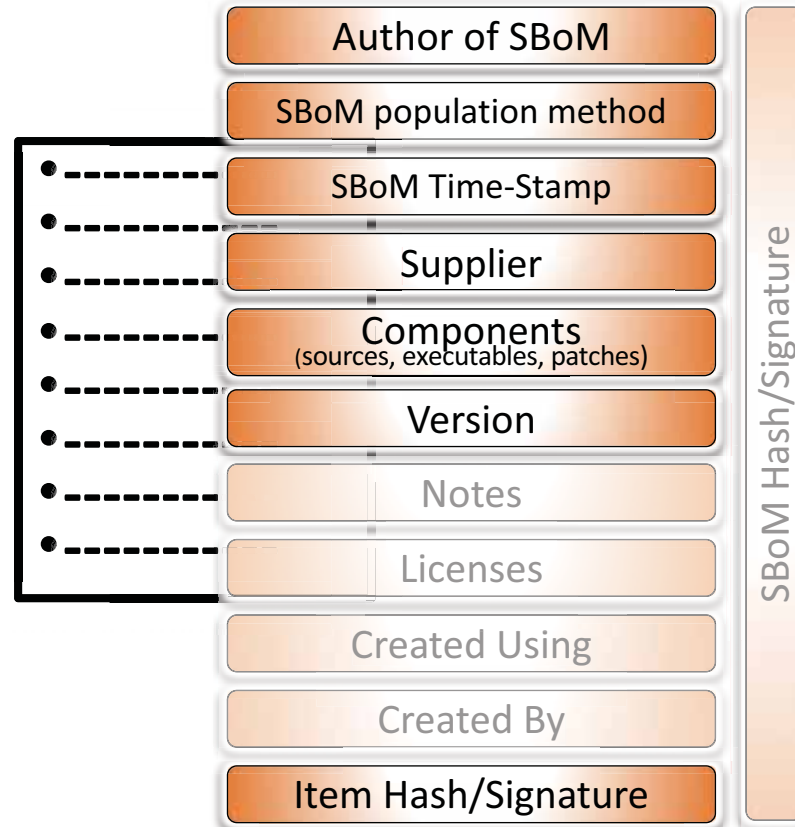 Author of SBoM
SBoM population method
SBoM Time-Stamp
Supplier
Components
(sources, executables, patches)
Version
Notes
Licenses
Created Using
Created By
Item Hash/Signature
SBoM Hash/Signature